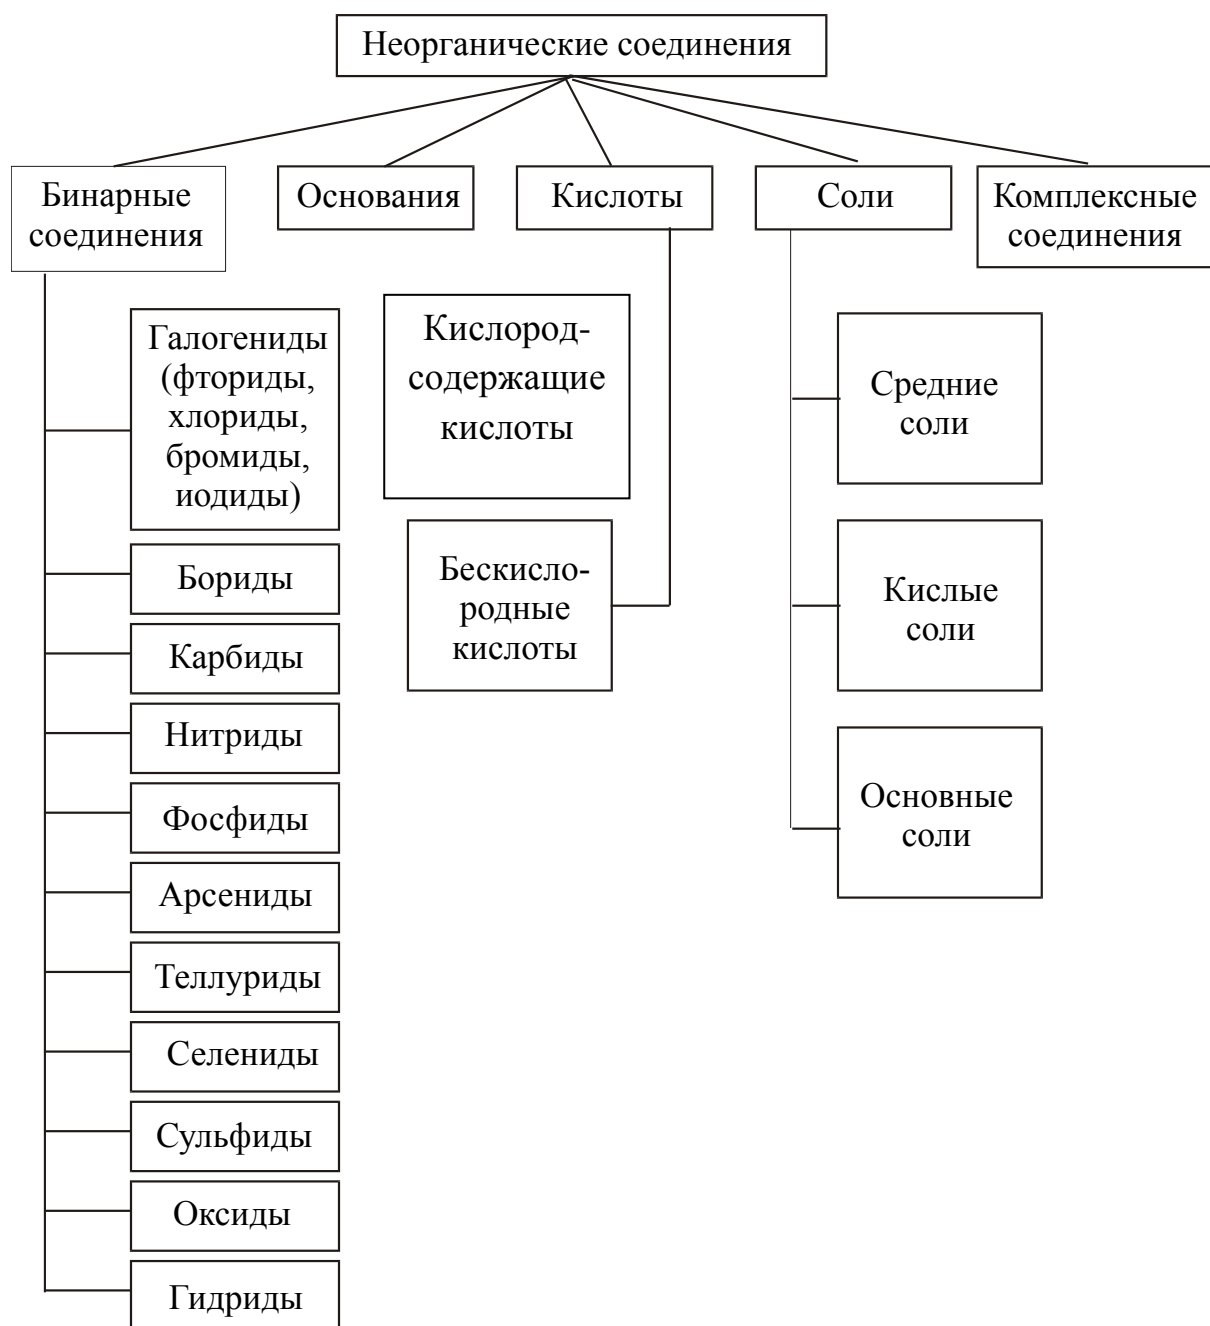 Неорганические соединения
Бинарные
соединения
Основания
Кислоты
Соли
Комплексные
соединения
Галогениды
(фториды,
хлориды,
бромиды,
иодиды)
Бориды
Карбиды
Нитриды
Фосфиды
Арсениды
Теллуриды
Селениды
Сульфиды
Оксиды
Гидриды
Кислород-
содержащие
кислоты
Бескисло-
родные
кислоты
Средние
соли
Кислые
соли
Основные
соли